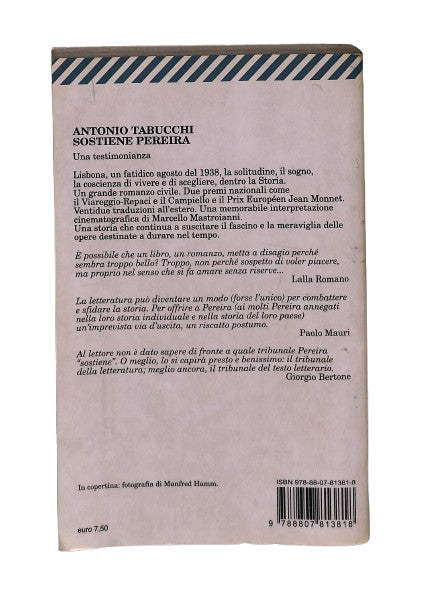 ANTONIO TABUCCHI
SOSTIENE PEREIRA
Una testimonianza
Lisbona, un fatidico agosto del 1938, la solitudine, il sogno,
la coscienza di vivere e di scegliere, dentro la Storia.
Un grande romanzo civile. Due premi nazionali come
il Viareggio-Repaci e il Campiello e il Prix Européen Jean Monnet.
Ventidue traduzioni all'estero. Una memorabile interpretazione
cinematografica di Marcello Mastroianni.
Una storia che continua a suscitare il fascino e la meraviglia delle
opere destinate a durare nel tempo.
È possibile che un libro, un romanzo, metta a disagio perché
sembra troppo bello? Troppo, non perché sospetto di voler piacere,
ma proprio nel senso che si fa amare senza riserve...
Lalla Romano
La letteratura può diventare un modo (forse l'unico) per combattere
e sfidare la storia. Per offrire a Pereira (ai molti Pereira annegati
nella loro storia individuale e nella storia del loro paese)
un'imprevista via d'uscita, un riscatto postumo.
Paolo Mauri
Al lettore non è dato sapere di fronte a quale tribunale Pereira
"sostiene". O meglio, lo si capirà presto e benissimo: il tribunale
della letteratura; meglio ancora, il tribunale del testo letterario.
Giorgio Bertone
In copertina: fotografia di Manfred Hamm.
ISBN 978-88-07-81381-8
euro 7,50
9 788807 813818